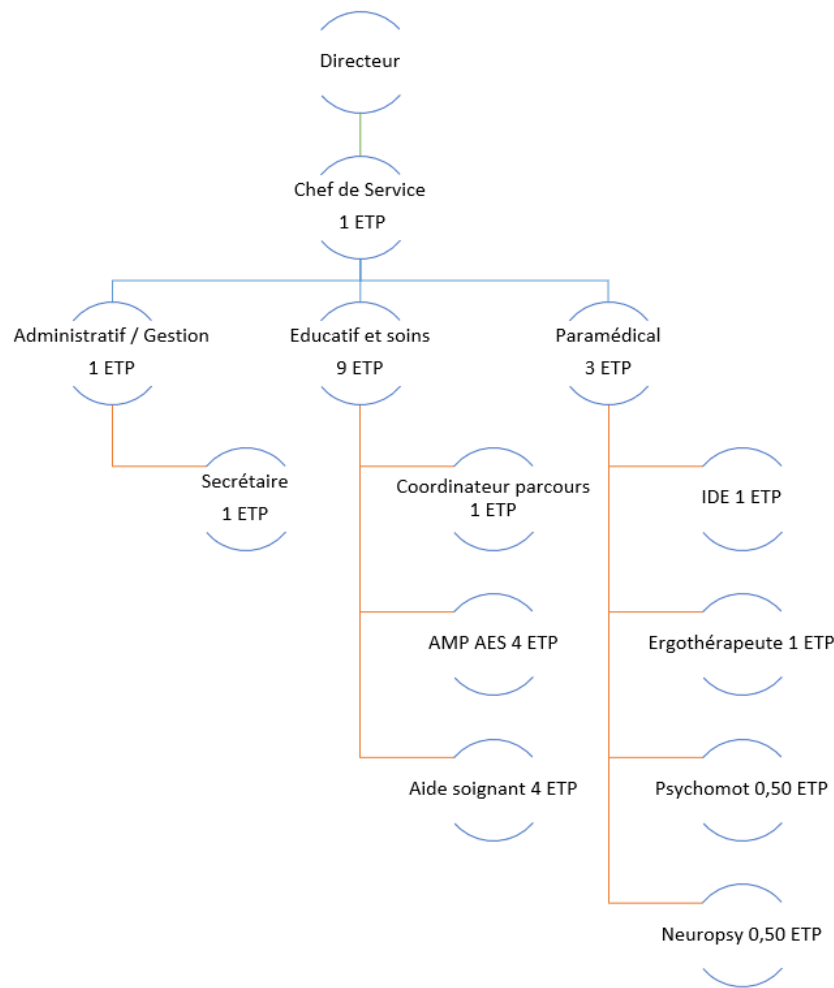 Directeur
Chef de Service
1 ETP
Administratif / Gestion
1 ETP
Educatif et soins
9 ETP
Paramédical
3 ETP
Secrétaire
1 ETP
Coordinateur parcours
1 ETP
IDE 1 ETP
AMP AES 4 ETP
Ergothérapeute 1 ETP
Aide soignant 4 ETP
Psychomot 0,50 ETP
Neuropsy 0,50 ETP